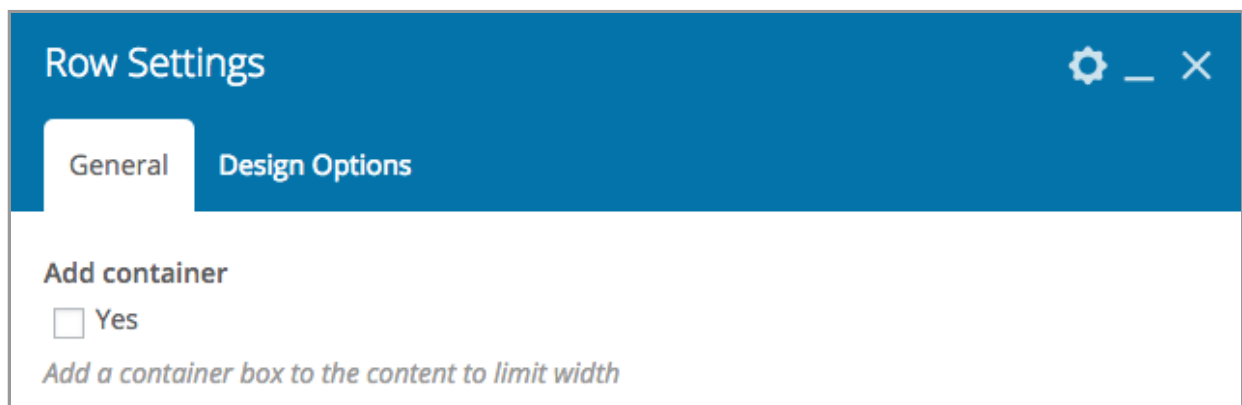 Row Settings
General Design Options
Add container
Yes
Add a container box to the content to limit width